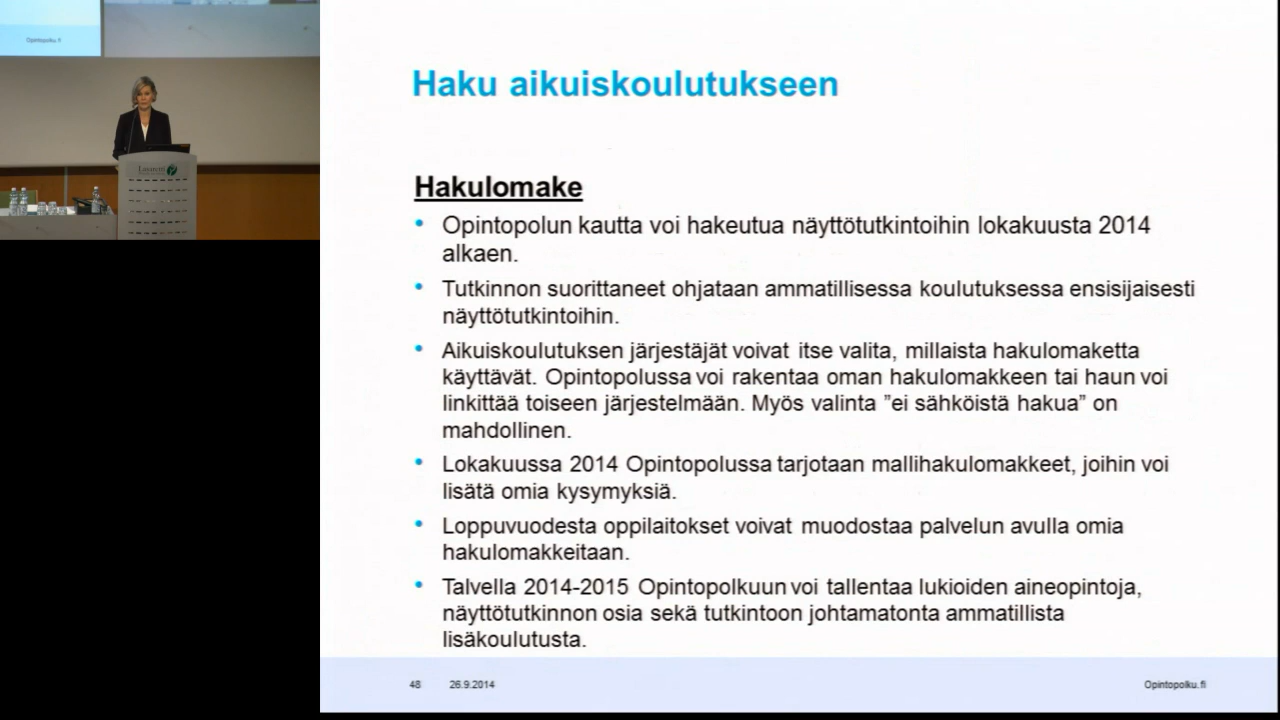 Opintopolku.fi
Lasaretti
Haku aikuiskoulutukseen
Hakulomake
• Opintopolun kautta voi hakeutua näyttötutkintoihin lokakuusta 2014
alkaen.
• Tutkinnon suorittaneet ohjataan ammatillisessa koulutuksessa ensisijaisesti
näyttötutkintoihin.
• Aikuiskoulutuksen järjestäjät voivat itse valita, millaista hakulomaketta
käyttävät. Opintopolussa voi rakentaa oman hakulomakkeen tai haun voi
linkittää toiseen järjestelmään. Myös valinta ”ei sähköistä hakua” on
mahdollinen.
• Lokakuussa 2014 Opintopolussa tarjotaan mallihakulomakkeet, joihin voi
lisätä omia kysymyksiä.
• Loppuvuodesta oppilaitokset voivat muodostaa palvelun avulla omia
hakulomakkeitaan.
• Talvella 2014-2015 Opintopolkuun voi tallentaa lukioiden aineopintoja,
näyttötutkinnon osia sekä tutkintoon johtamatonta ammatillista
lisäkoulutusta.
48 26.9.2014 Opintopolku.fi